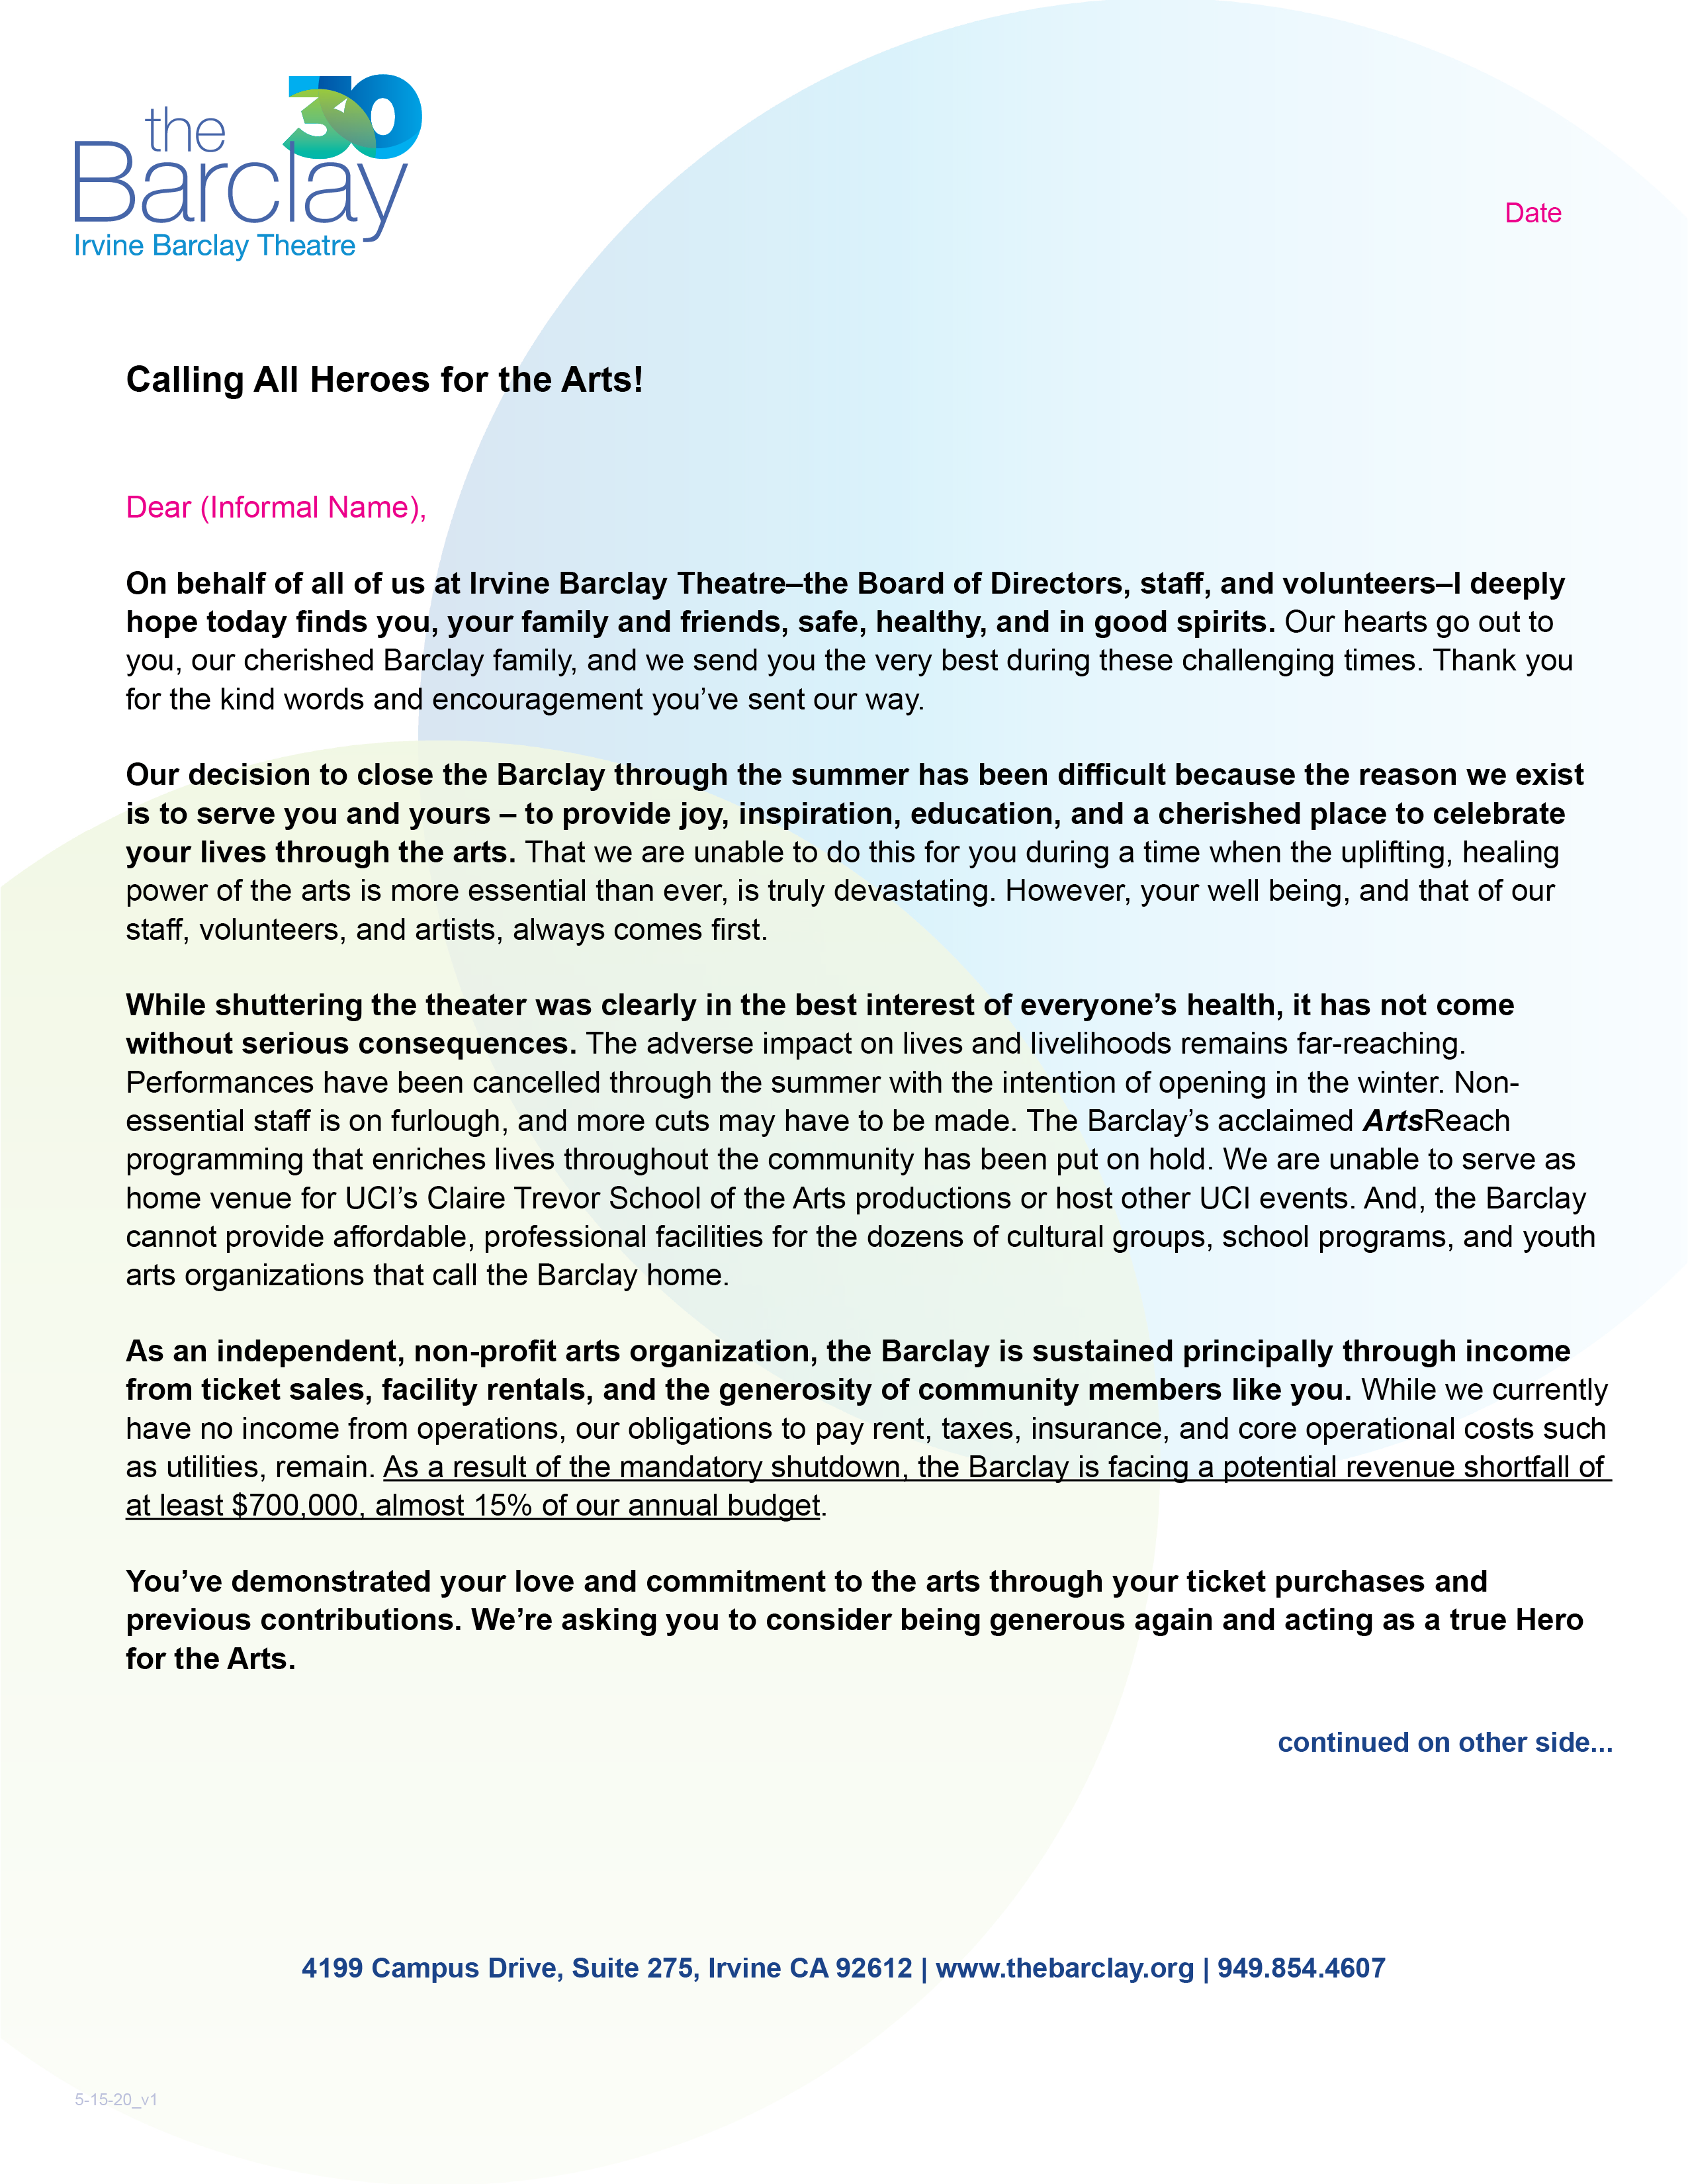 the 30
Barclay
Irvine Barclay Theatre
Date
Calling All Heroes for the Arts!
Dear (Informal Name),
On behalf of all of us at Irvine Barclay Theatre–the Board of Directors, staff, and volunteers–I deeply
hope today finds you, your family and friends, safe, healthy, and in good spirits. Our hearts go out to
you, our cherished Barclay family, and we send you the very best during these challenging times. Thank you
for the kind words and encouragement you’ve sent our way.
Our decision to close the Barclay through the summer has been difficult because the reason we exist
is to serve you and yours – to provide joy, inspiration, education, and a cherished place to celebrate
your lives through the arts. That we are unable to do this for you during a time when the uplifting, healing
power of the arts is more essential than ever, is truly devastating. However, your well being, and that of our
staff, volunteers, and artists, always comes first.
While shuttering the theater was clearly in the best interest of everyone’s health, it has not come
without serious consequences. The adverse impact on lives and livelihoods remains far-reaching.
Performances have been cancelled through the summer with the intention of opening in the winter. Non-
essential staff is on furlough, and more cuts may have to be made. The Barclay’s acclaimed ArtsReach
programming that enriches lives throughout the community has been put on hold. We are unable to serve as
home venue for UCI’s Claire Trevor School of the Arts productions or host other UCI events. And, the Barclay
cannot provide affordable, professional facilities for the dozens of cultural groups, school programs, and youth
arts organizations that call the Barclay home.
As an independent, non-profit arts organization, the Barclay is sustained principally through income
from ticket sales, facility rentals, and the generosity of community members like you. While we currently
have no income from operations, our obligations to pay rent, taxes, insurance, and core operational costs such
as utilities, remain. As a result of the mandatory shutdown, the Barclay is facing a potential revenue shortfall of
at least $700,000, almost 15% of our annual budget.
You’ve demonstrated your love and commitment to the arts through your ticket purchases and
previous contributions. We’re asking you to consider being generous again and acting as a true Hero
for the Arts.
continued on other side...
4199 Campus Drive, Suite 275, Irvine CA 92612 | www.thebarclay.org | 949.854.4607
5-15-20_v1